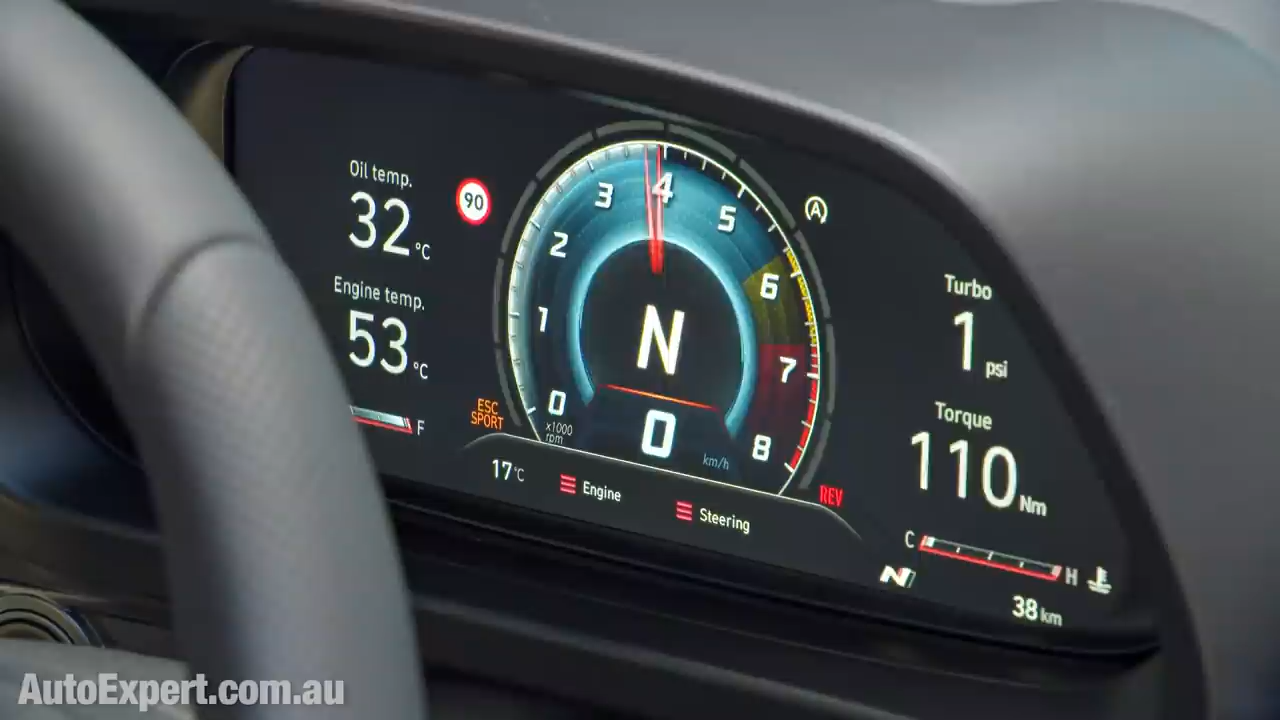 Oil temp.
32 °C
90
Engine temp.
53 °C
F
ESC
SPORT
0
1
2
3
4
5
6
7
8
x1000
rpm
N
0
km/h
A
Turbo
1 psi
Torque
110 Nm
17°C
Engine
Steering
REV
C
H
N
38 km
AutoExpert.com.au